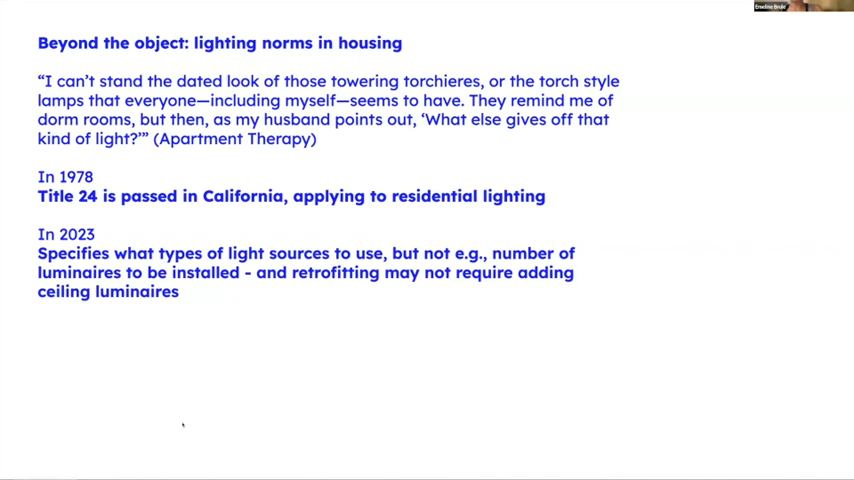 Emeline Brulé
Beyond the object: lighting norms in housing
“I can’t stand the dated look of those towering torchieres, or the torch style
lamps that everyone—including myself—seems to have. They remind me of
dorm rooms, but then, as my husband points out, ‘What else gives off that
kind of light?’” (Apartment Therapy)
In 1978
Title 24 is passed in California, applying to residential lighting
In 2023
Specifies what types of light sources to use, but not e.g., number of
luminaires to be installed - and retrofitting may not require adding
ceiling luminaires